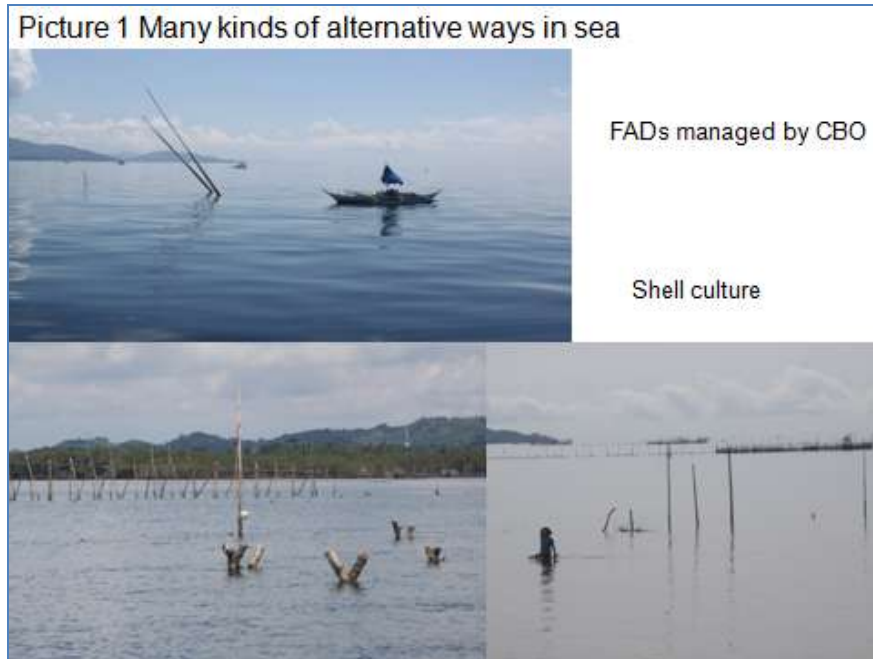 Picture 1 Many kinds of alternative ways in sea
FADs managed by CBO
Shell culture